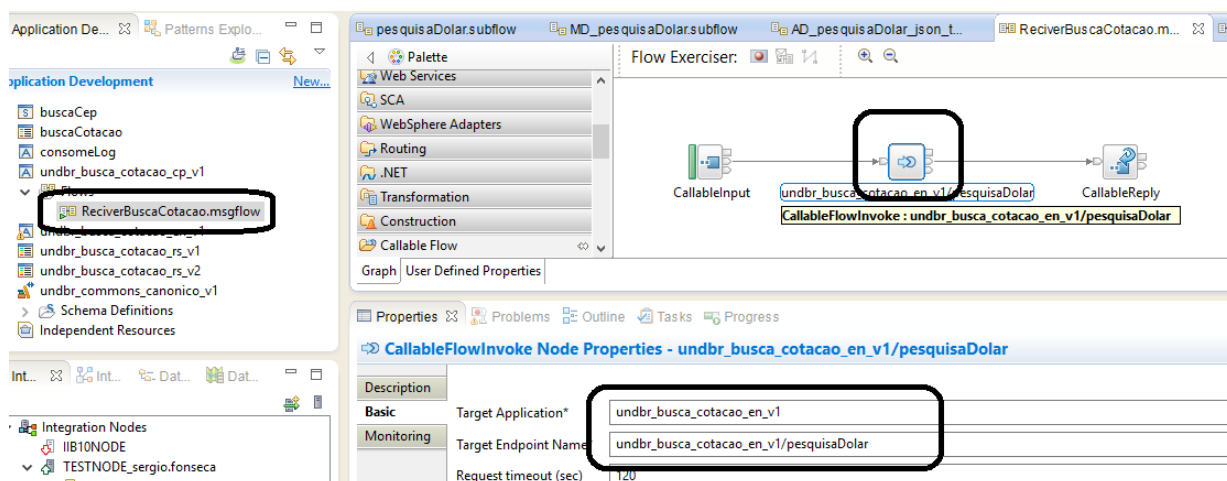 Application De...
Patterns Explo...
Application Development
New...
buscaCep
buscaCotacao
consomeLog
undbr_busca_cotacao_cp_v1
Flows
ReciverBuscaCotacao.msgflow
undbr_busca_cotacao_en_v1
undbr_busca_cotacao_rs_v1
undbr_busca_cotacao_rs_v2
undbr_commons_canonico_v1
Schema Definitions
Independent Resources
Int...
Int...
Dat...
Dat...
Integration Nodes
IIB10NODE
TESTNODE_sergio.fonseca
pesquisaDolar.subflow
MD_pesquisaDolar.subflow
AD_pesquisaDolar_json_t...
ReciverBuscaCotacao.m...
Palette
Web Services
SCA
WebSphere Adapters
Routing
.NET
Transformation
Construction
Callable Flow
Flow Exerciser:
CallableInput
undbr_busca_cotacao_en_v1/pesquisaDolar
CallableReply
CallableFlowInvoke : undbr_busca_cotacao_en_v1/pesquisaDolar
Graph
User Defined Properties
Properties
Problems
Outline
Tasks
Progress
CallableFlowInvoke Node Properties - undbr_busca_cotacao_en_v1/pesquisaDolar
Description
Basic
Monitoring
Target Application*
undbr_busca_cotacao_en_v1
Target Endpoint Name
undbr_busca_cotacao_en_v1/pesquisaDolar
Request timeout (sec)
120